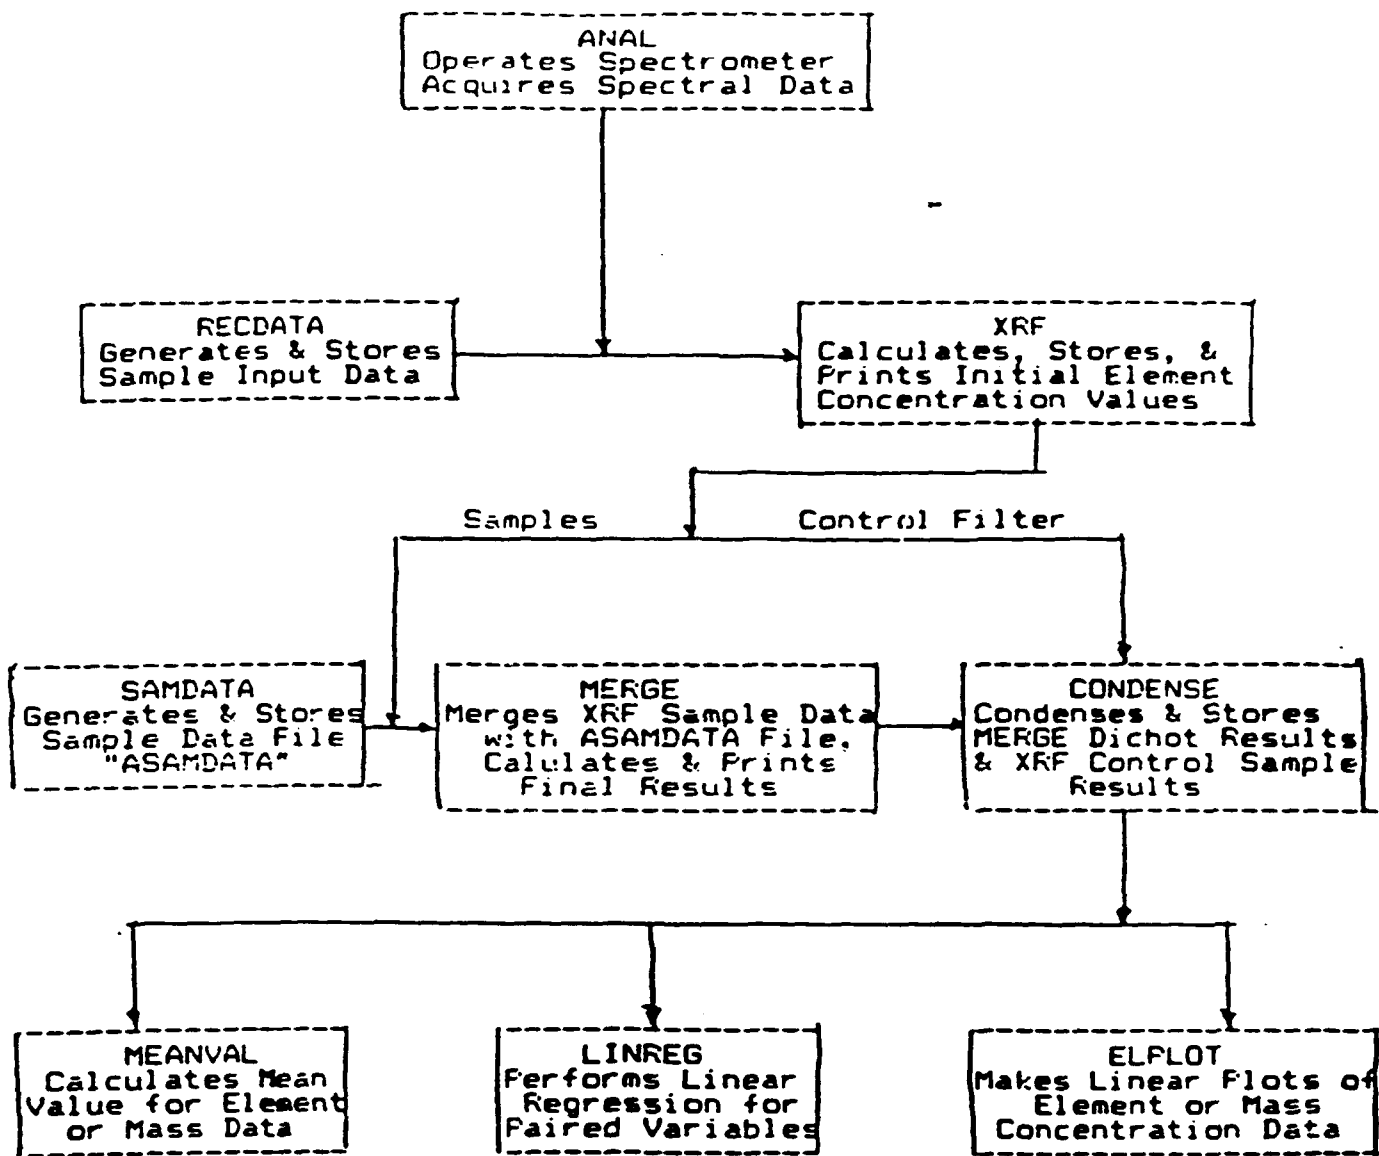 ANAL
Operates Spectrometer
Acquires Spectral Data
RECDATA
Generates & Stores
Sample Input Data
XRF
Calculates, Stores, &
Prints Initial Element
Concentration Values
Samples
Control Filter
SAMDATA
Generates & Stores
Sample Data File
"ASAMDATA"
MERGE
Merges XRF Sample Data
with ASAMDATA File,
Calulates & Prints
Final Results
CONDENSE
Condenses & Stores
MERGE Dichot Results
& XRF Control Sample
Results
MEANVAL
Calculates Mean
Value for Element
or Mass Data
LINREG
Performs Linear
Regression for
Paired Variables
ELPLOT
Makes Linear Plots of
Element or Mass
Concentration Data